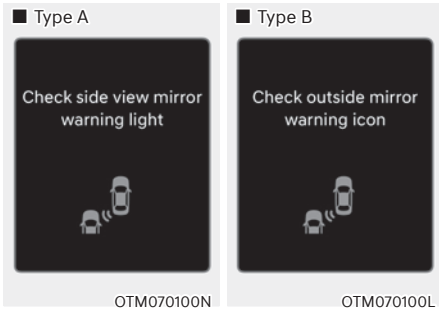 ■ Type A
Check side view mirror
warning light
OTM070100N
■ Type B
Check outside mirror
warning icon
OTM070100L